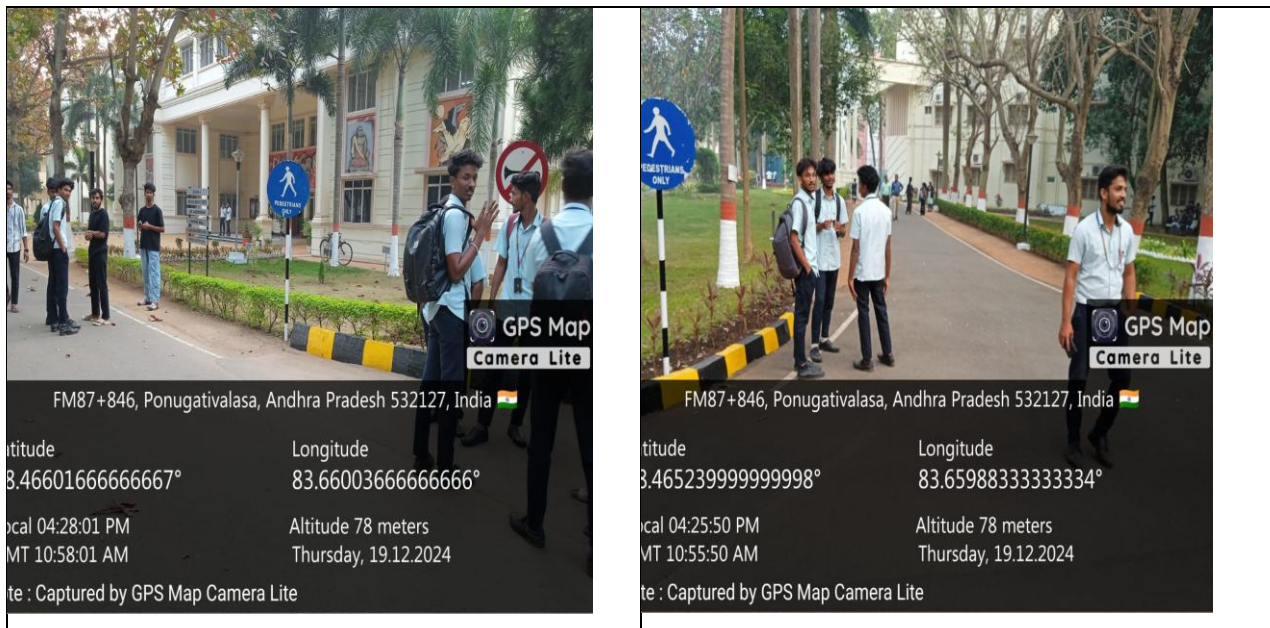 PEDESTRIANS
ONLY
GPS Map
Camera Lite
FM87+846, Ponugativalasa, Andhra Pradesh 532127, India
titude
8.46601666666667°
Longitude
83.66003666666666°
ocal 04:28:01 PM
MT 10:58:01 AM
Altitude 78 meters
Thursday, 19.12.2024
te : Captured by GPS Map Camera Lite
PEDESTRIANS
ONLY
GPS Map
Camera Lite
FM87+846, Ponugativalasa, Andhra Pradesh 532127, India
titude
8.465239999999998°
Longitude
83.65988333333334°
ocal 04:25:50 PM
MT 10:55:50 AM
Altitude 78 meters
Thursday, 19.12.2024
te : Captured by GPS Map Camera Lite